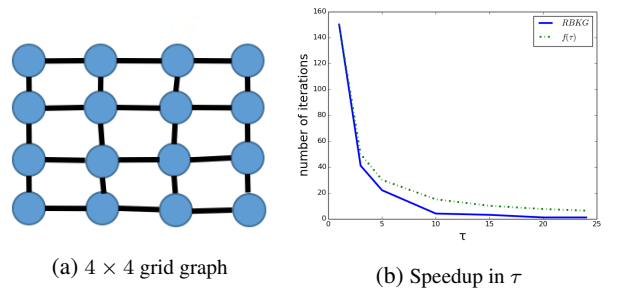 160
140
120
100
80
60
40
20
0
number of iterations
RBKG
f(τ)
0 5 10 15 20 25
τ
(a) 4 × 4 grid graph
(b) Speedup in τ